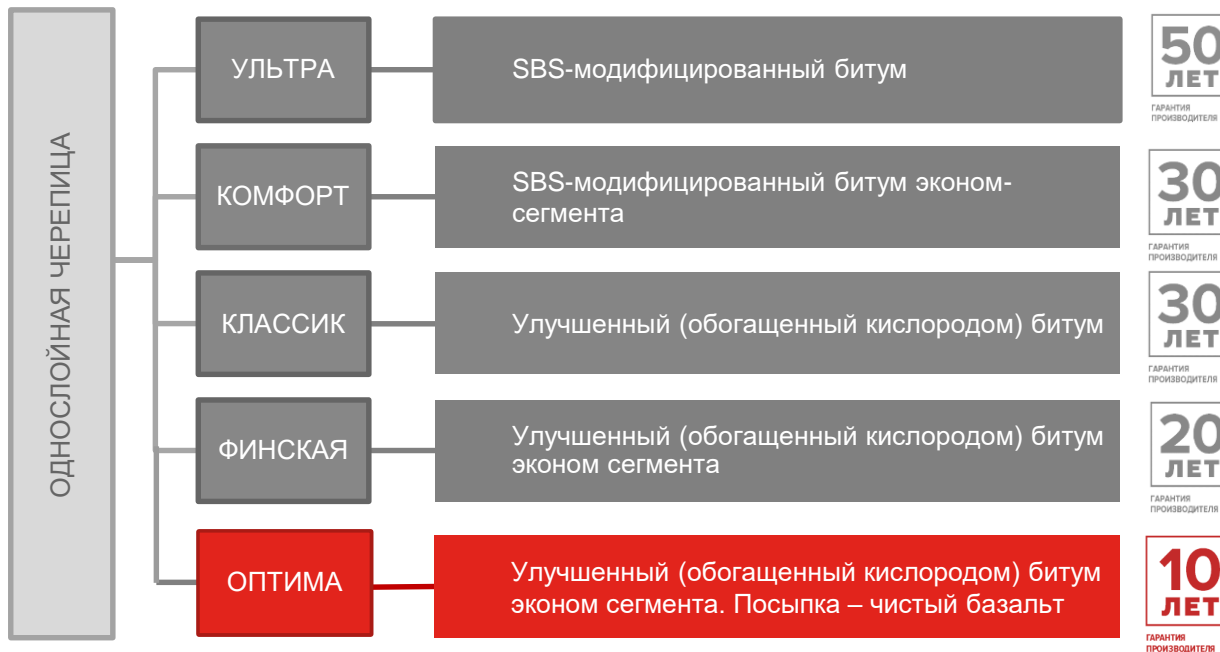 ОДНОСЛОЙНАЯ ЧЕРЕПИЦА
УЛЬТРА
SBS-модифицированный битум
50
ЛЕТ
ГАРАНТИЯ
ПРОИЗВОДИТЕЛЯ
КОМФОРТ
SBS-модифицированный битум эконом-
сегмента
30
ЛЕТ
ГАРАНТИЯ
ПРОИЗВОДИТЕЛЯ
КЛАССИК
Улучшенный (обогащенный кислородом) битум
30
ЛЕТ
ГАРАНТИЯ
ПРОИЗВОДИТЕЛЯ
ФИНСКАЯ
Улучшенный (обогащенный кислородом) битум
эконом сегмента
20
ЛЕТ
ГАРАНТИЯ
ПРОИЗВОДИТЕЛЯ
ОПТИМА
Улучшенный (обогащенный кислородом) битум
эконом сегмента. Посыпка – чистый базальт
10
ЛЕТ
ГАРАНТИЯ
ПРОИЗВОДИТЕЛЯ